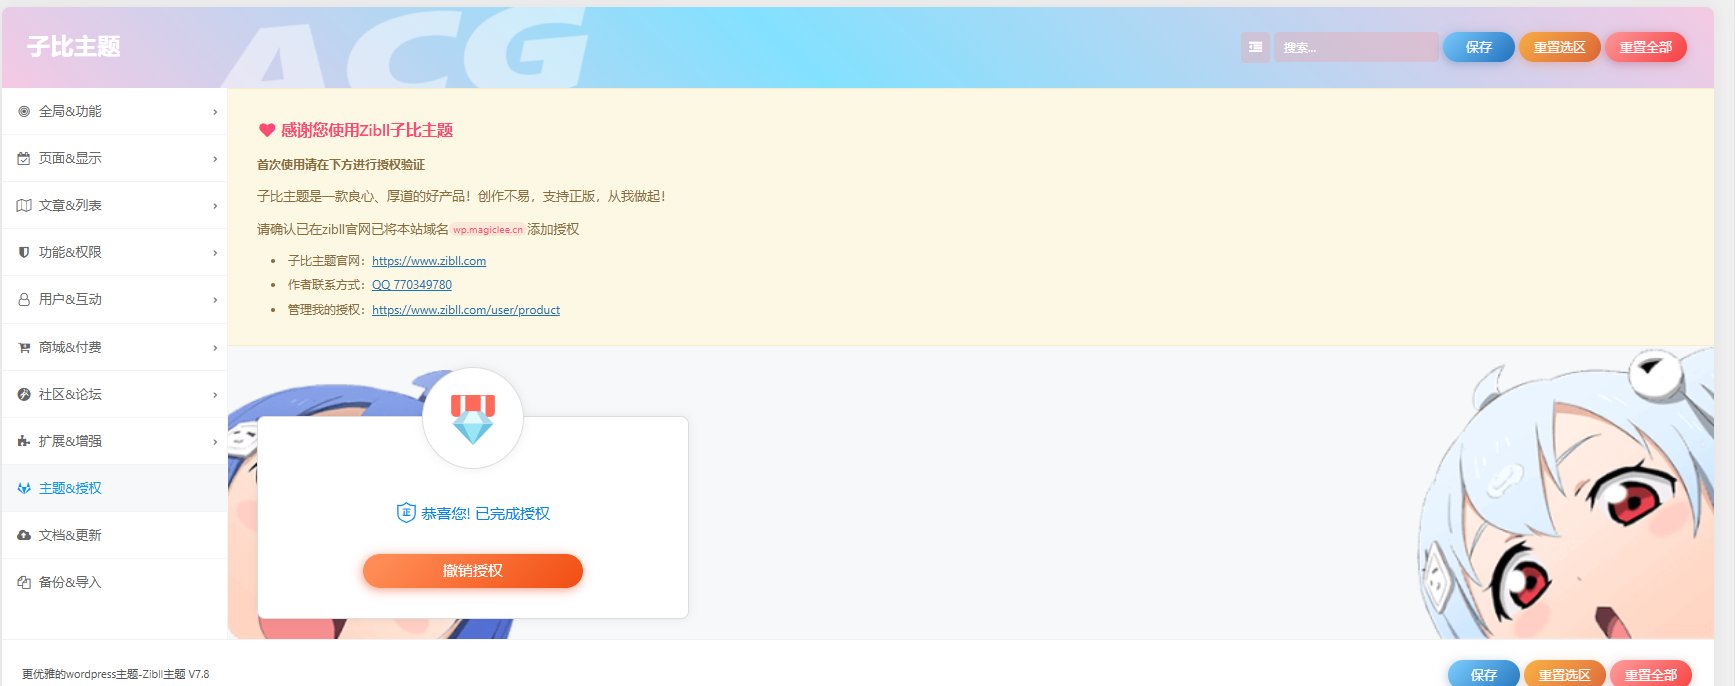 子比主题
ACG
搜索...
保存
重置选区
重置全部
全局&功能
页面&显示
文章&列表
功能&权限
用户&互动
商城&付费
社区&论坛
扩展&增强
主题&授权
文档&更新
备份&导入
感谢您使用Zibll子比主题
首次使用请在下方进行授权验证
子比主题是一款良心、厚道的好产品！创作不易，支持正版，从我做起！
请确认已在zibll官网已将本站域名 wp.magiclee.cn 添加授权
子比主题官网：https://www.zibll.com
作者联系方式：QQ 770349780
管理我的授权：https://www.zibll.com/user/product
正 恭喜您! 已完成授权
撤销授权
更优雅的wordpress主题-Zibll主题 V7.8
保存
重置选区
重置全部